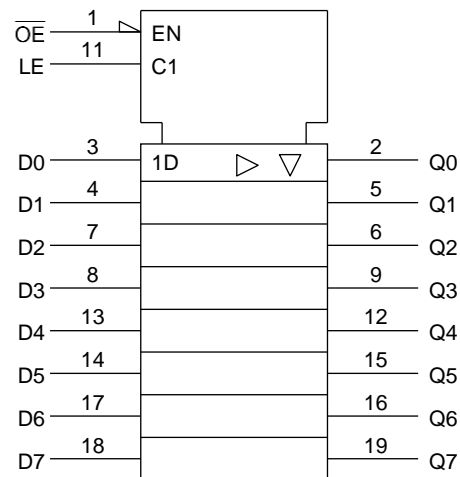 O̅E̅ 1 EN
LE 11 C1
D0 3 1D 2 Q0
D1 4 5 Q1
D2 7 6 Q2
D3 8 9 Q3
D4 13 12 Q4
D5 14 15 Q5
D6 17 16 Q6
D7 18 19 Q7